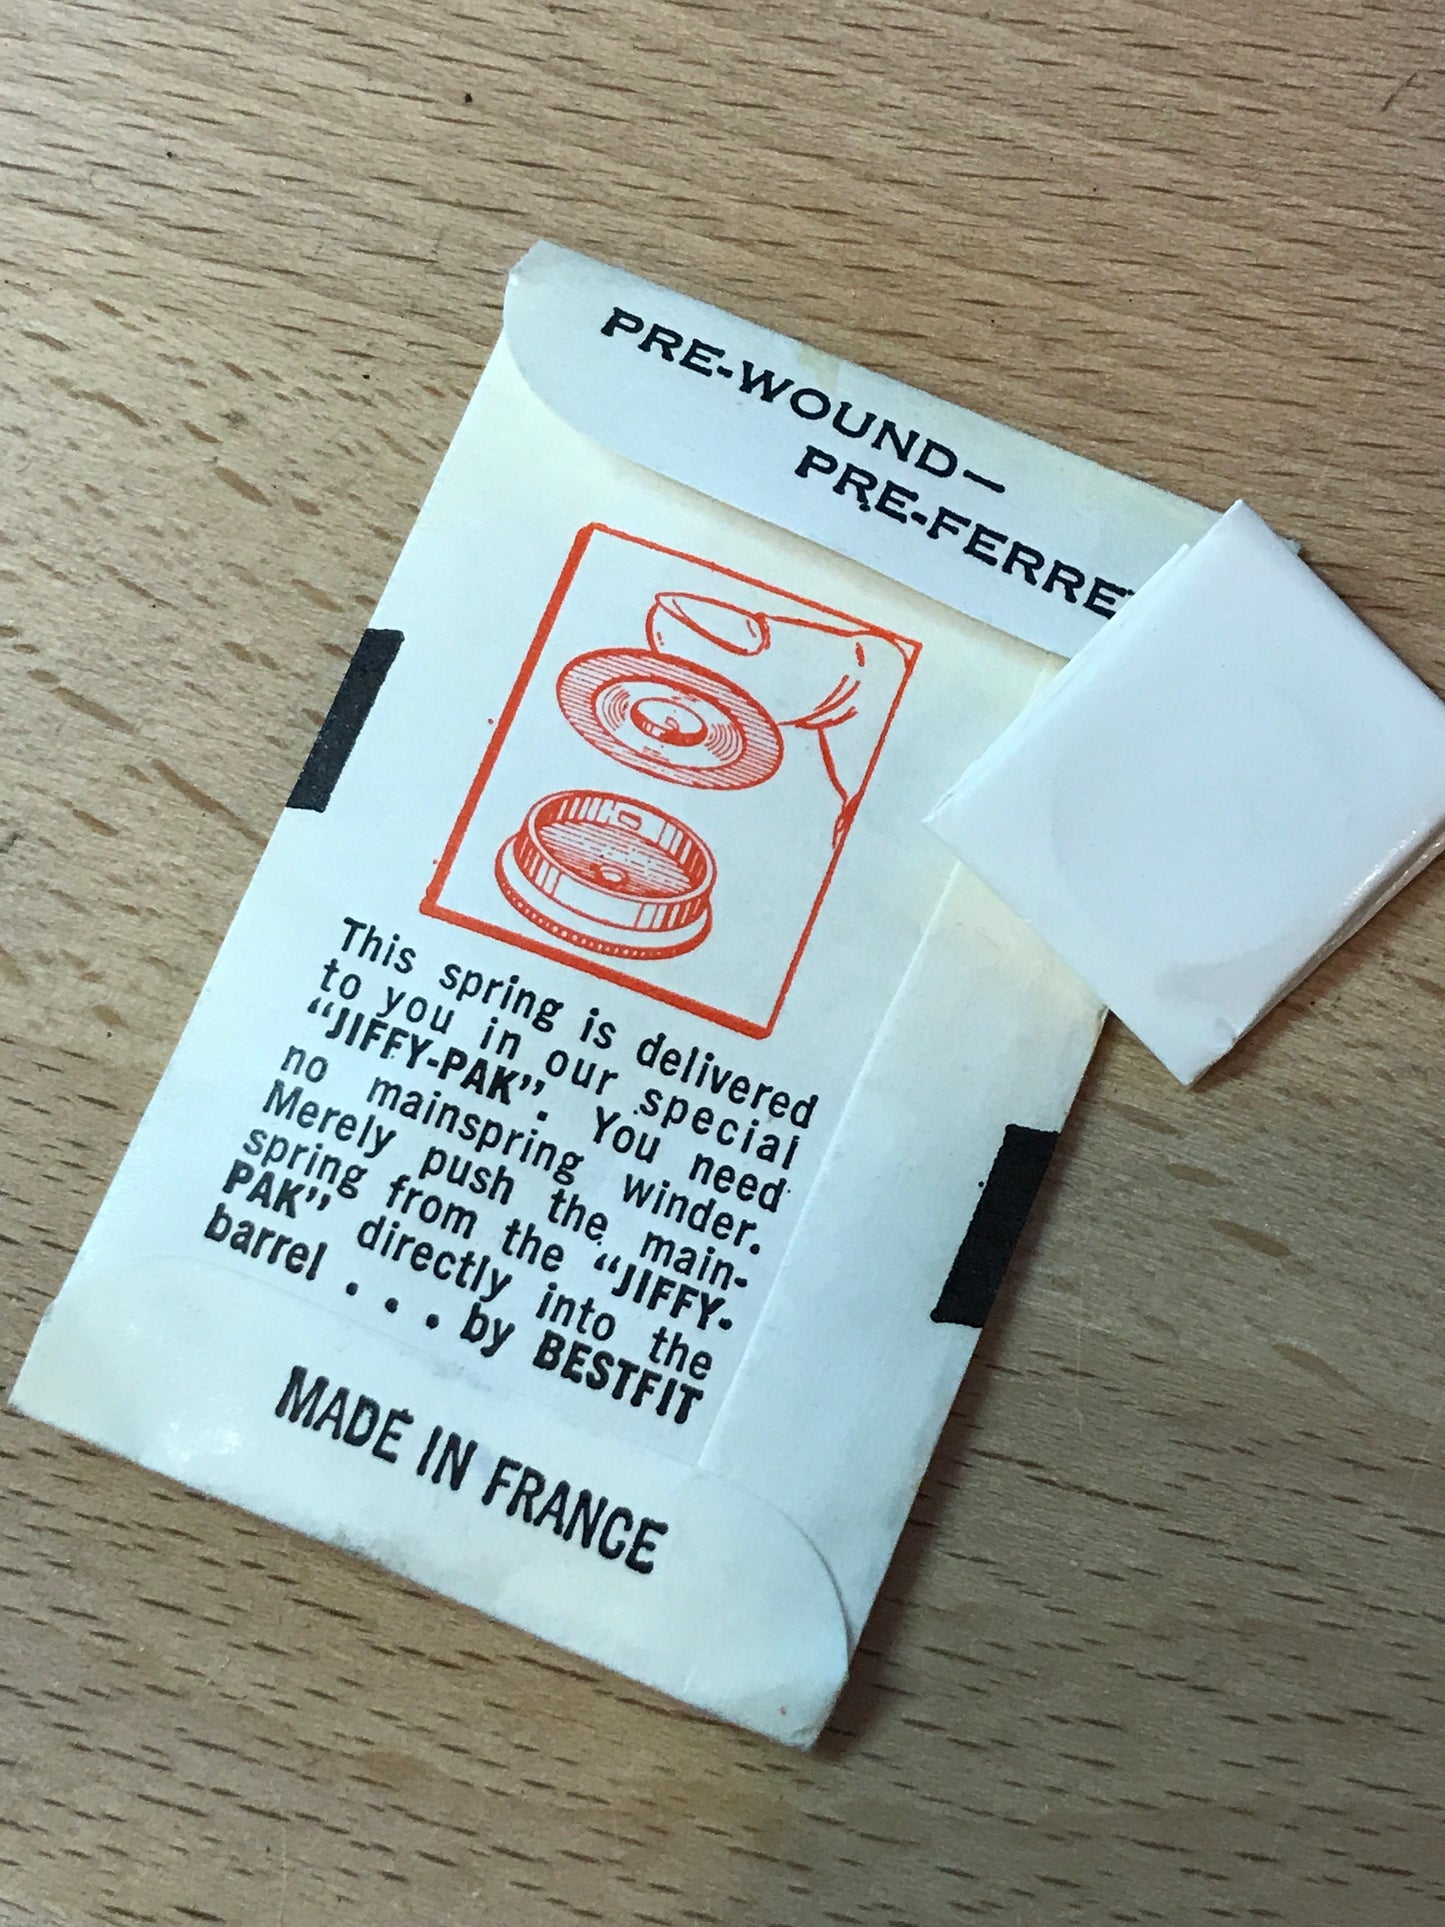 PRE-WOUND—
PRE-FERRE
This spring is delivered
to you in our special
“JIFFY-PAK”. You need
no mainspring winder.
Merely push the main-
spring from the “JIFFY-
PAK” directly into the
barrel . . . by BESTFIT
MADE IN FRANCE